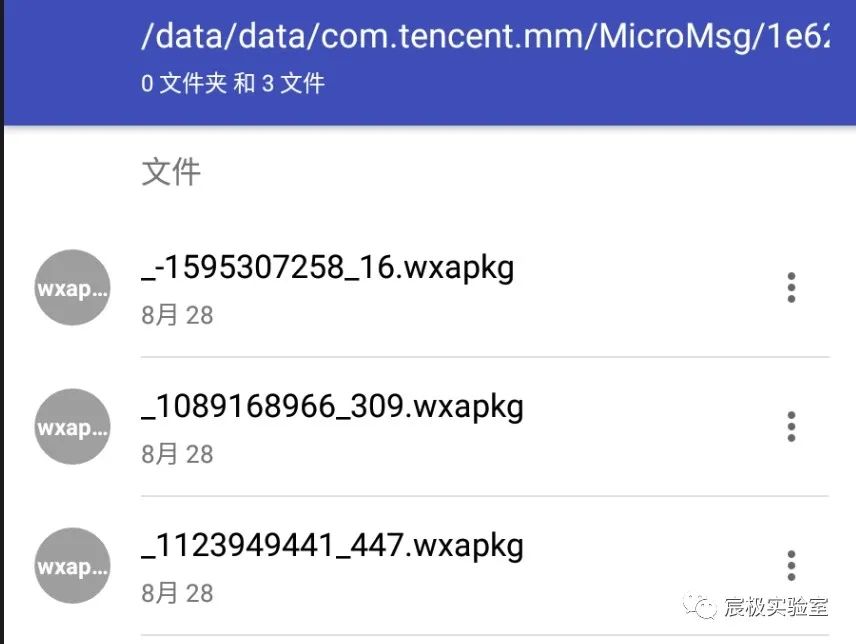 /data/data/com.tencent.mm/MicroMsg/1e62
0 文件夹 和 3 文件
文件
wxap…
_-1595307258_16.wxapkg
8月 28
wxap…
_1089168966_309.wxapkg
8月 28
wxap…
_1123949441_447.wxapkg
8月 28
宸极实验室